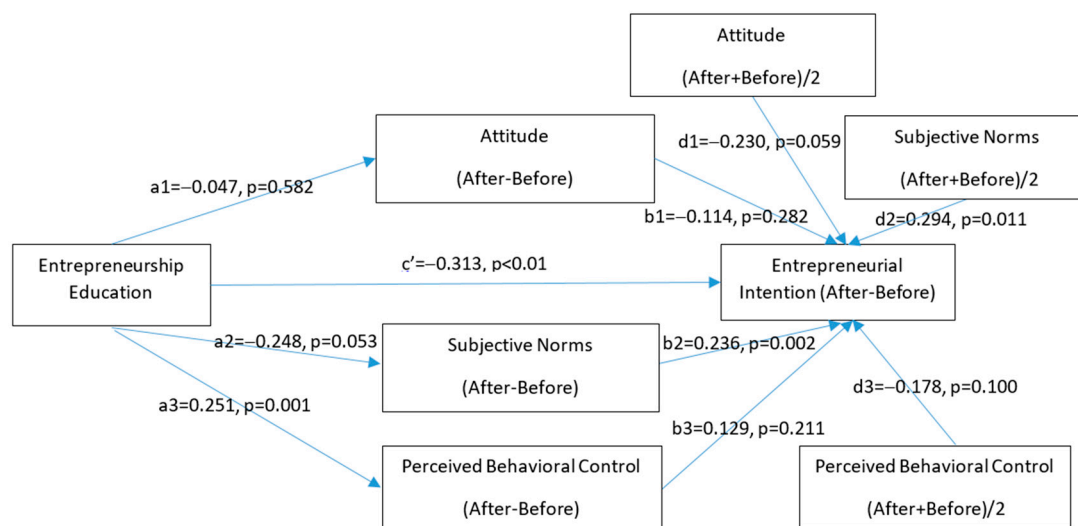 Attitude
(After+Before)/2
Attitude
(After-Before)
d1=−0.230, p=0.059
Subjective Norms
(After+Before)/2
a1=−0.047, p=0.582
b1=−0.114, p=0.282
d2=0.294, p=0.011
Entrepreneurship
Education
c’=−0.313, p<0.01
Entrepreneurial
Intention (After-Before)
a2=−0.248, p=0.053
Subjective Norms
(After-Before)
b2=0.236, p=0.002
a3=0.251, p=0.001
d3=−0.178, p=0.100
b3=0.129, p=0.211
Perceived Behavioral Control
(After-Before)
Perceived Behavioral Control
(After+Before)/2